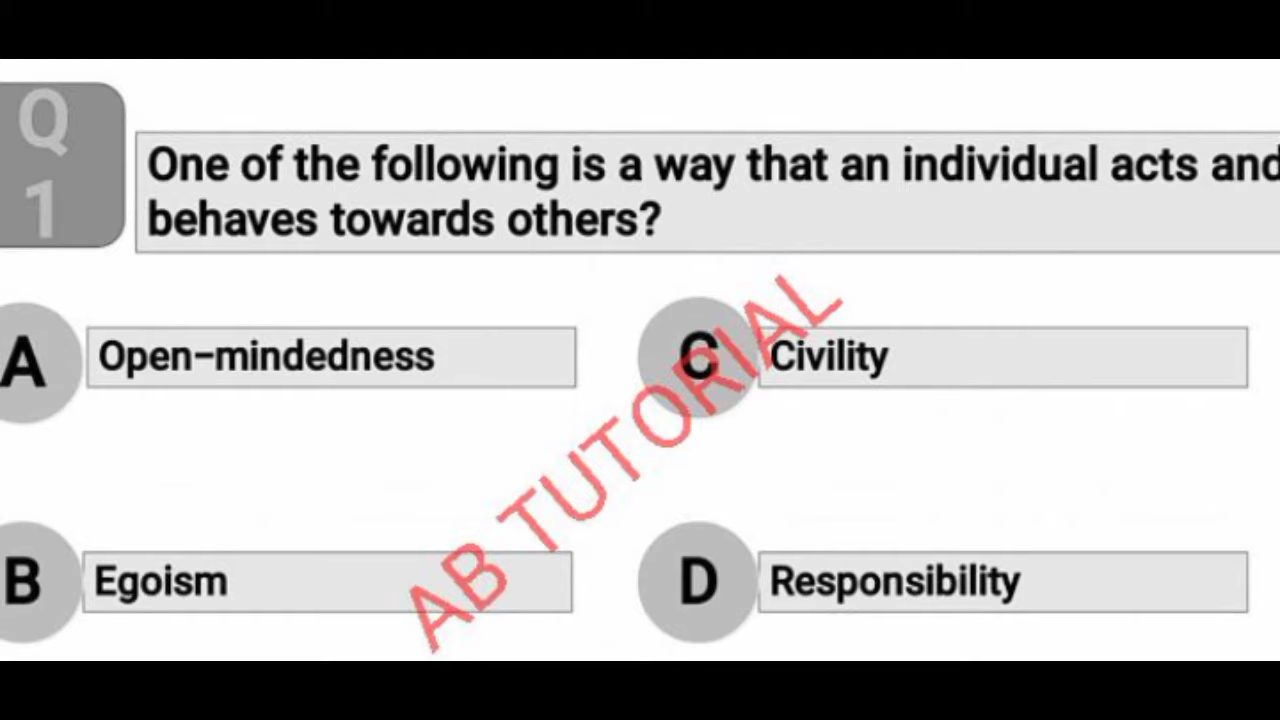 Q
1
One of the following is a way that an individual acts and
behaves towards others?
A Open-mindedness
C Civility
B Egoism
D Responsibility
AB TUTORIAL